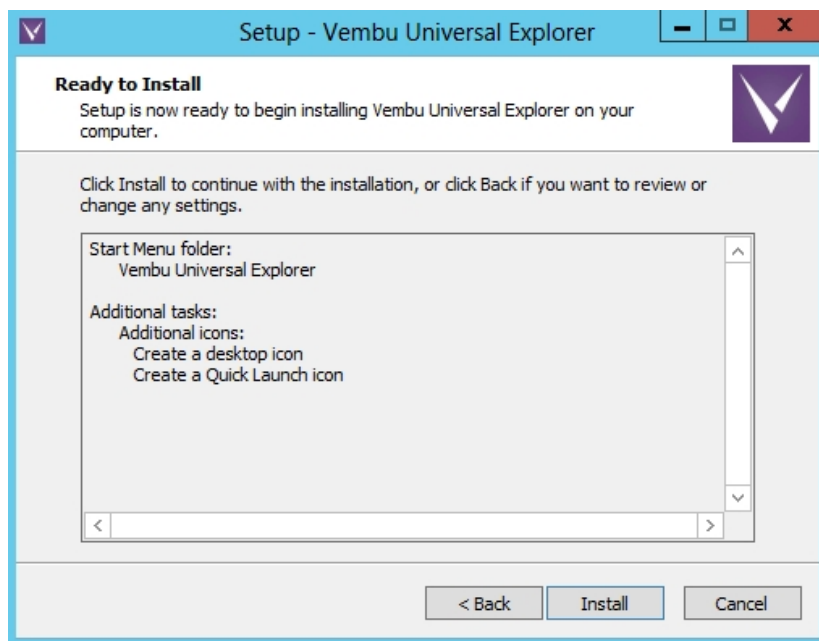 Setup - Vembu Universal Explorer
Ready to Install
Setup is now ready to begin installing Vembu Universal Explorer on your
computer.
Click Install to continue with the installation, or click Back if you want to review or
change any settings.
Start Menu folder:
Vembu Universal Explorer
Additional tasks:
Additional icons:
Create a desktop icon
Create a Quick Launch icon
< Back
Install
Cancel